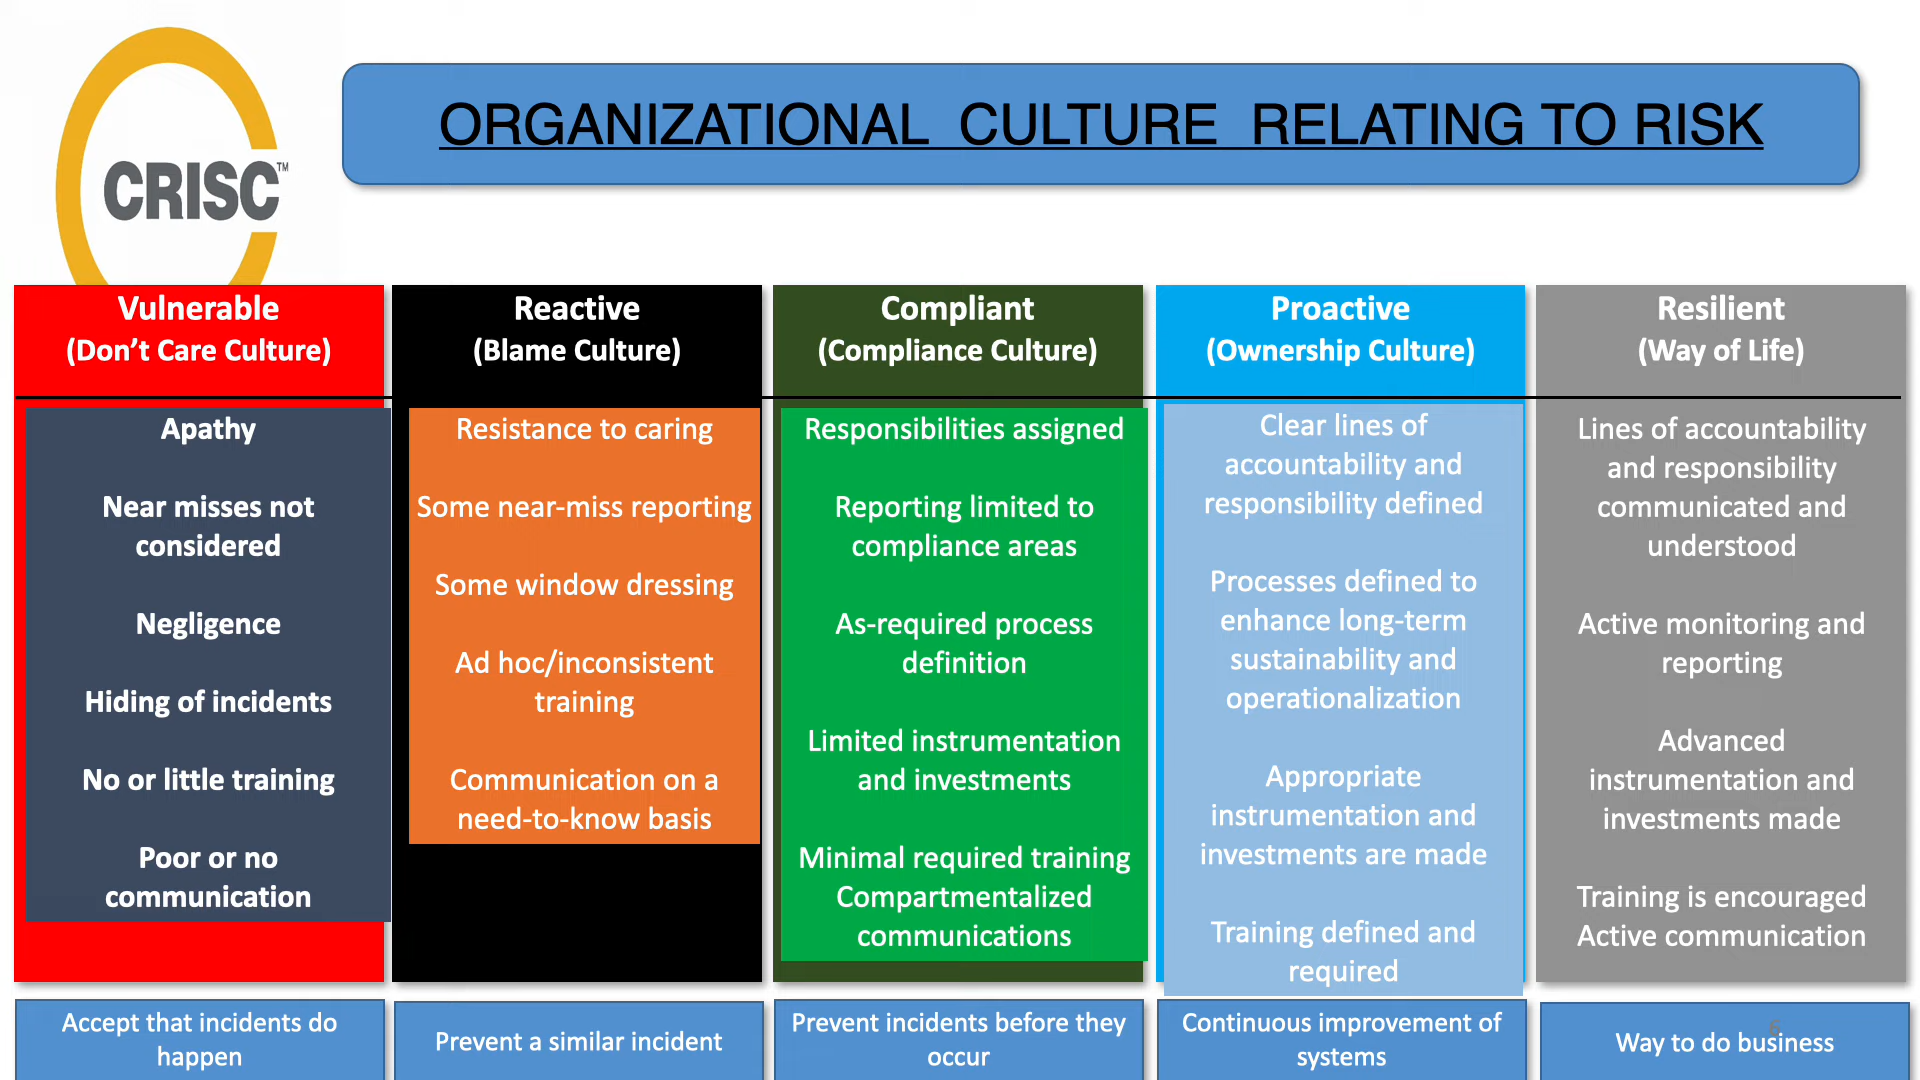 CRISC™
ORGANIZATIONAL CULTURE RELATING TO RISK
Vulnerable
(Don't Care Culture)
Apathy
Near misses not
considered
Negligence
Hiding of incidents
No or little training
Poor or no
communication
Accept that incidents do
happen
Reactive
(Blame Culture)
Resistance to caring
Some near-miss reporting
Some window dressing
Ad hoc/inconsistent
training
Communication on a
need-to-know basis
Prevent a similar incident
Compliant
(Compliance Culture)
Responsibilities assigned
Reporting limited to
compliance areas
As-required process
definition
Limited instrumentation
and investments
Minimal required training
Compartmentalized
communications
Prevent incidents before they
occur
Proactive
(Ownership Culture)
Clear lines of
accountability and
responsibility defined
Processes defined to
enhance long-term
sustainability and
operationalization
Appropriate
instrumentation and
investments are made
Training defined and
required
Continuous improvement of
systems
Resilient
(Way of Life)
Lines of accountability
and responsibility
communicated and
understood
Active monitoring and
reporting
Advanced
instrumentation and
investments made
Training is encouraged
Active communication
Way to do business
6